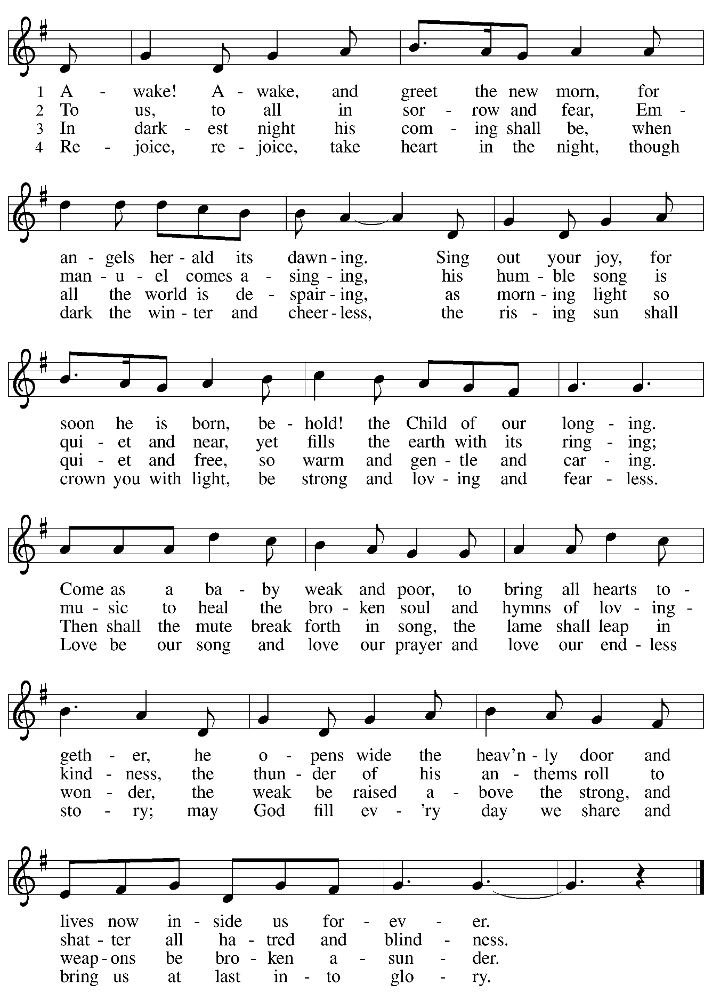 1 A - wake! A - wake, and greet the new morn, for
2 To us, to all in sor - row and fear, Em -
3 In dark - est night his com - ing shall be, when
4 Re - joice, re - joice, take heart in the night, though
an - gels her - ald its dawn - ing. Sing out your joy, for
man - u - el comes a - sing - ing, his hum - ble song is
all the world is de - spair - ing, as morn - ing light so
dark the win - ter and cheer - less, the ris - ing sun shall
soon he is born, be - hold! the Child of our long - ing.
qui - et and near, yet fills the earth with its ring - ing;
qui - et and free, so warm and gen - tle and car - ing.
crown you with light, be strong and lov - ing and fear - less.
Come as a ba - by weak and poor, to bring all hearts to -
mu - sic to heal the bro - ken soul and hymns of lov - ing -
Then shall the mute break forth in song, the lame shall leap in
Love be our song and love our prayer and love our end - less
geth - er, he o - pens wide the heav'n - ly door and
kind - ness, the thun - der of his an - thems roll to
won - der, the weak be raised a - bove the strong, and
sto - ry; may God fill ev - 'ry day we share and
lives now in - side us for - ev - er.
shat - ter all ha - tred and blind - ness.
weap - ons be bro - ken a - sun - der.
bring us at last in - to glo - ry.